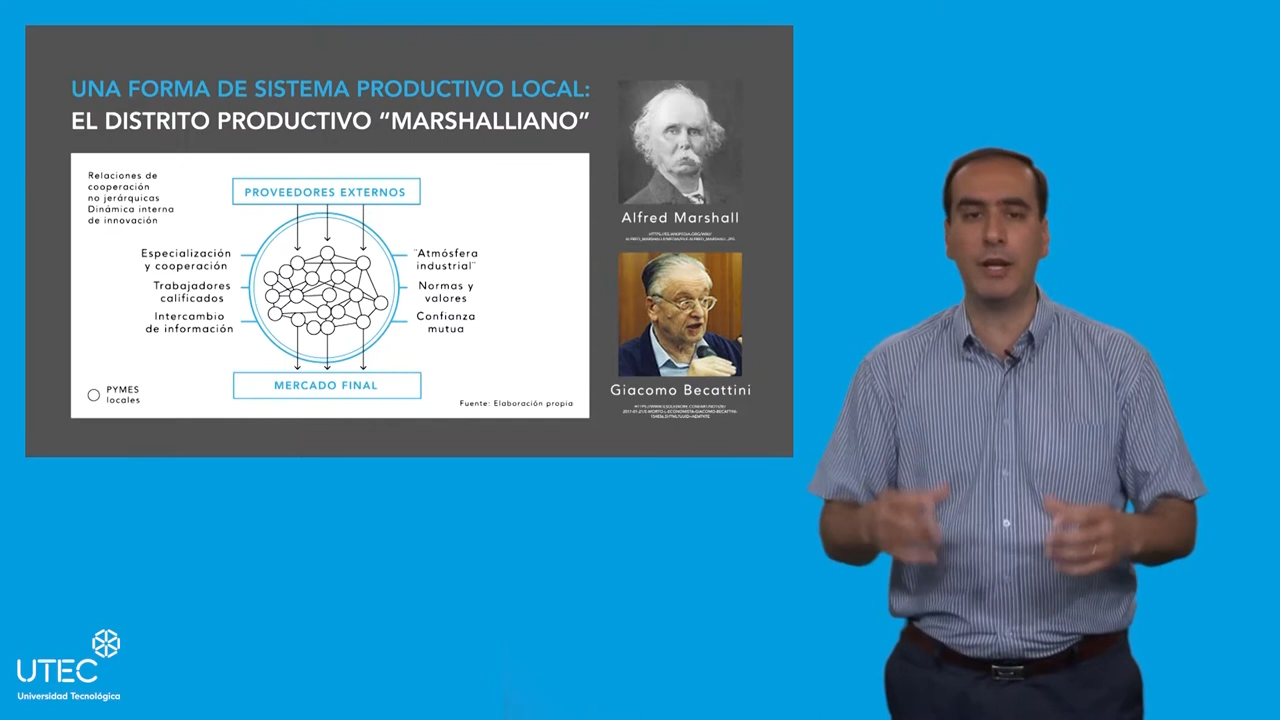 UNA FORMA DE SISTEMA PRODUCTIVO LOCAL:
EL DISTRITO PRODUCTIVO “MARSHALLIANO”
Relaciones de
cooperación
no jerárquicas
Dinámica interna
de innovación
PROVEEDORES EXTERNOS
Especialización
y cooperación
Trabajadores
calificados
Intercambio
de información
"Atmósfera
industrial"
Normas y
valores
Confianza
mutua
MERCADO FINAL
PYMES
locales
Fuente: Elaboración propia
Alfred Marshall
Giacomo Becattini
UTEC
Universidad Tecnológica